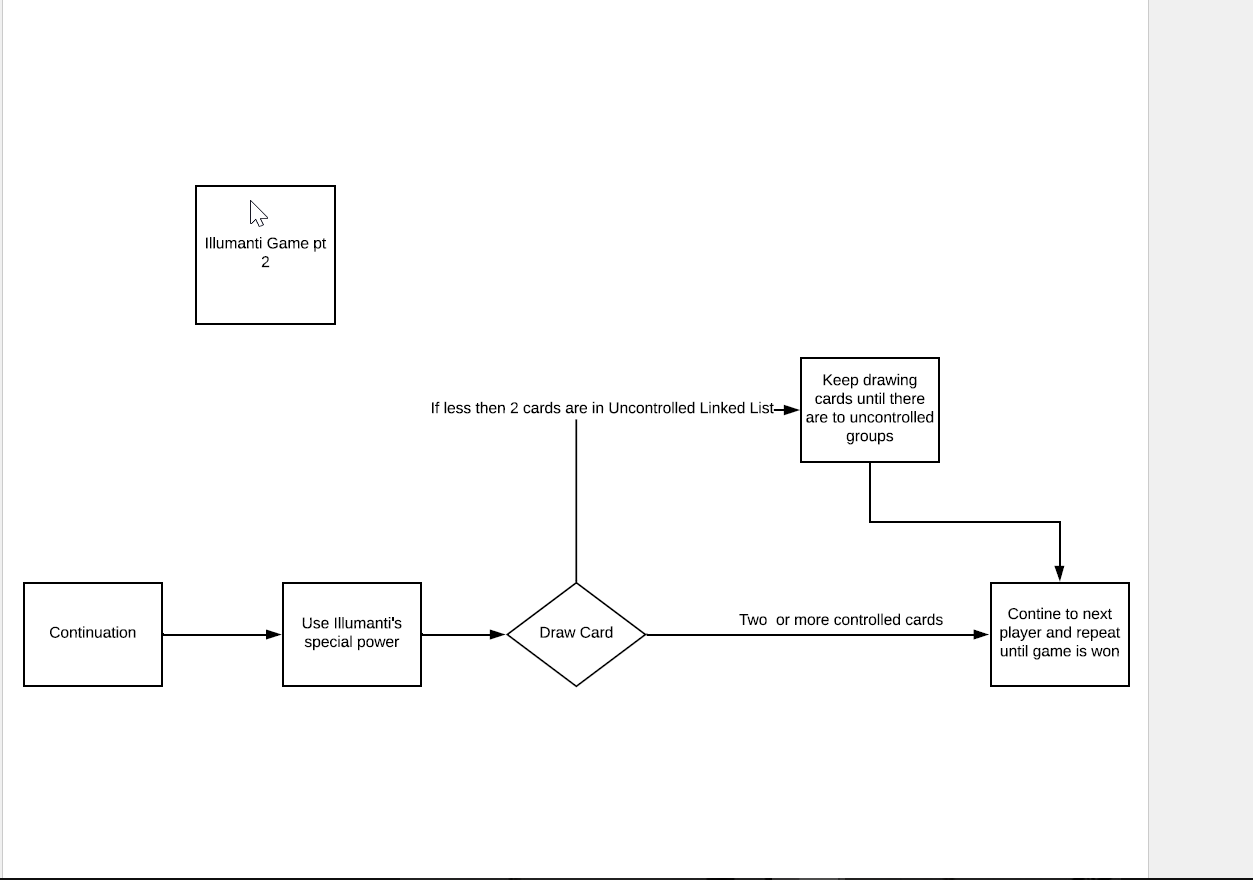 Illumanti Game pt
2
If less then 2 cards are in Uncontrolled Linked List
Keep drawing
cards until there
are to uncontrolled
groups
Continuation
Use Illumanti's
special power
Draw Card
Two  or more controlled cards
Contine to next
player and repeat
until game is won